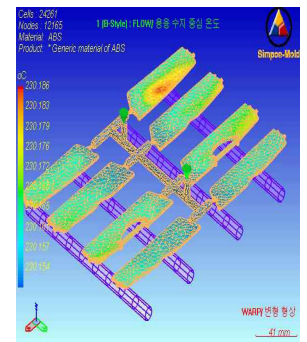 Cells : 24261
Nodes : 12165
Material: ABS
Product: * Generic material of ABS
1 [B-Style] : FLOW/ 용융 수지 중심 온도
Simpoe-Mold
oC
230.186
230.183
230.179
230.176
230.172
230.157
230.154
WARP/ 변형 형상
41 mm